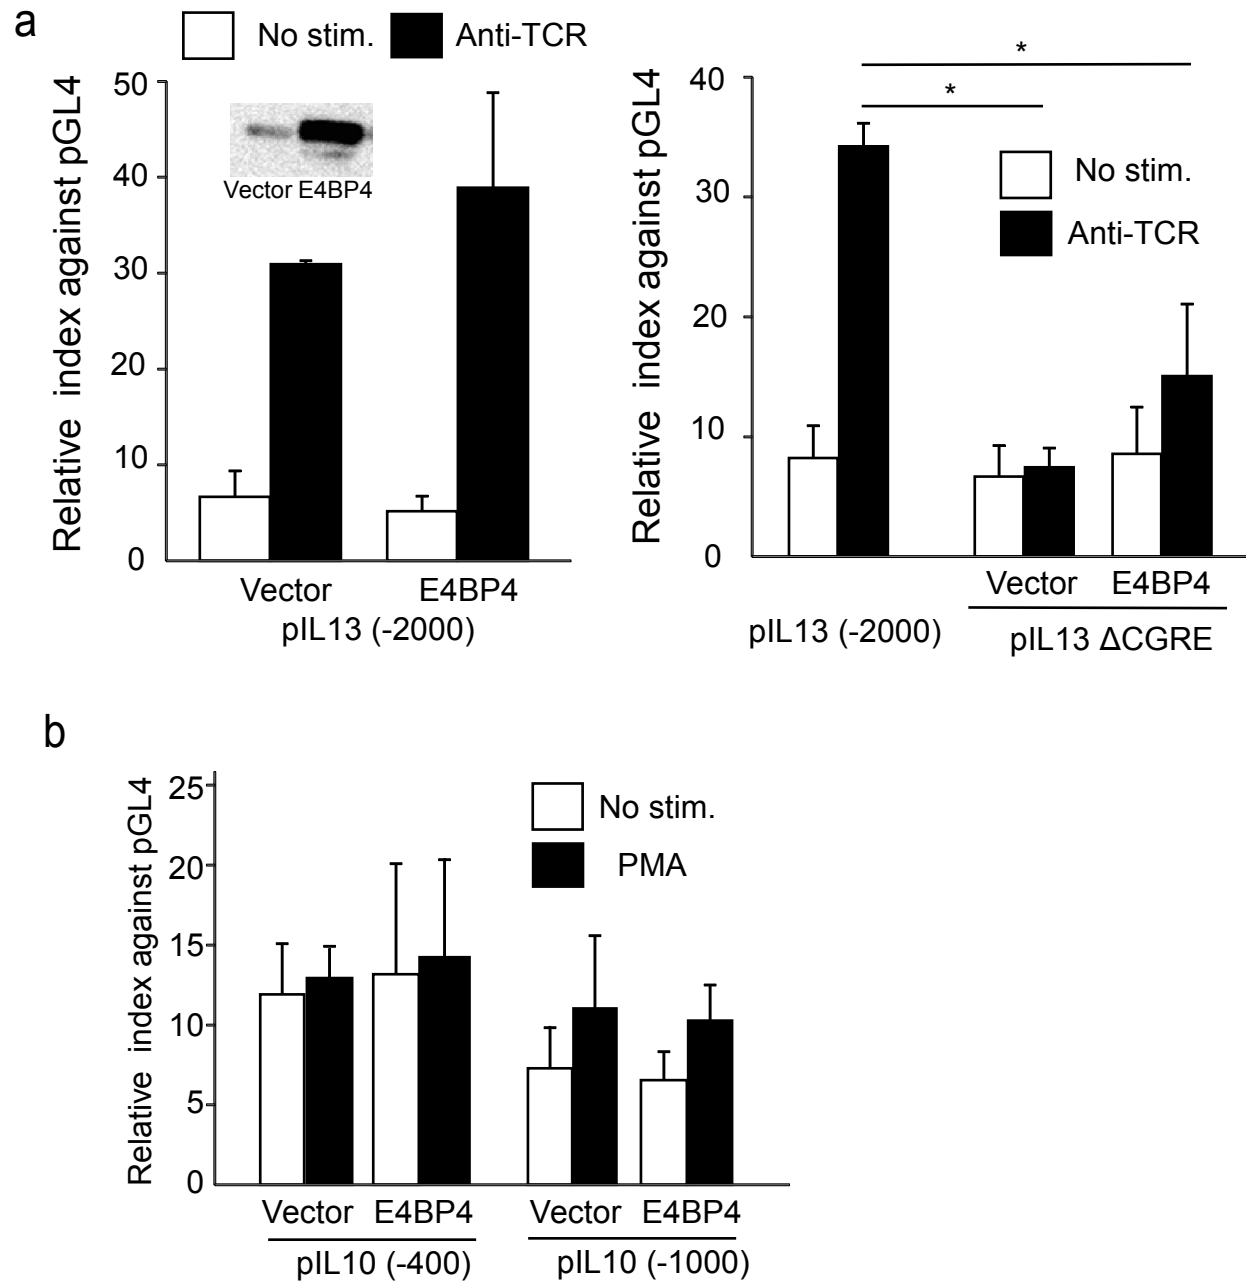 a
No stim. Anti-TCR
Relative index against pGL4
50
40
30
20
10
0
Vector E4BP4
Vector E4BP4
pIL13 (-2000)
Relative index against pGL4
40
30
20
10
0
*
*
No stim.
Anti-TCR
Vector E4BP4
pIL13 (-2000) pIL13 ΔCGRE
b
Relative index against pGL4
25
20
15
10
5
0
No stim.
PMA
Vector E4BP4 Vector E4BP4
pIL10 (-400) pIL10 (-1000)